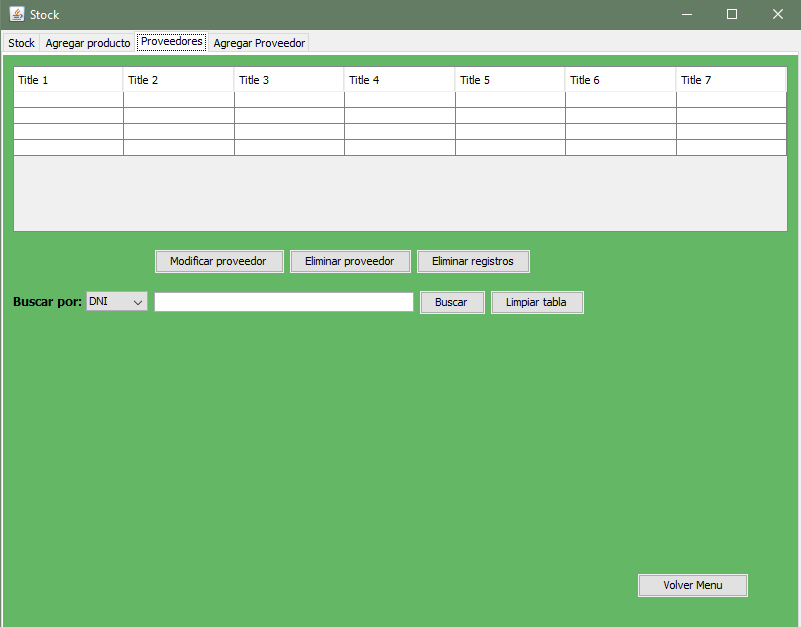 Stock
Stock Agregar producto Proveedores Agregar Proveedor
Title 1 Title 2 Title 3 Title 4 Title 5 Title 6 Title 7
Modificar proveedor Eliminar proveedor Eliminar registros
Buscar por: DNI Buscar Limpiar tabla
Volver Menu